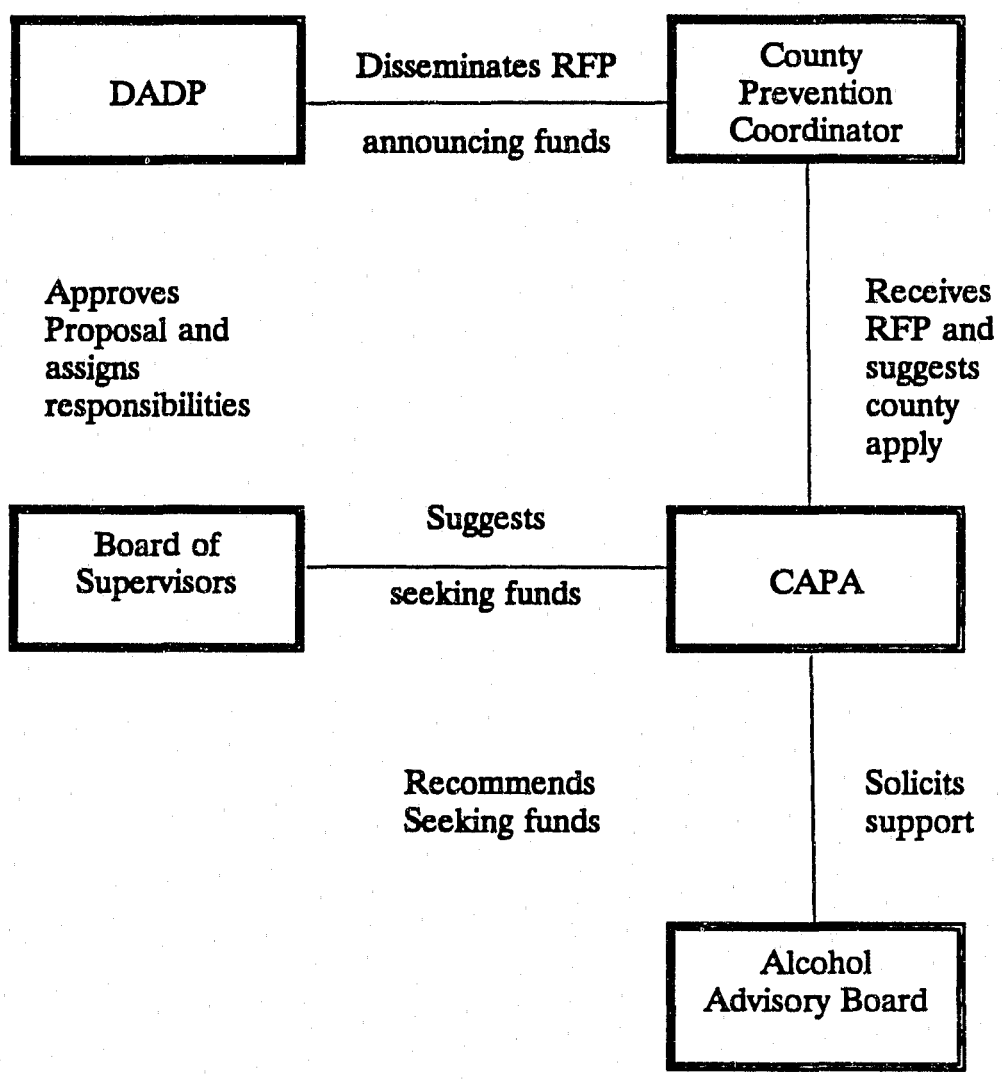 DADP
Disseminates RFP
announcing funds
County
Prevention
Coordinator
Approves
Proposal and
assigns
responsibilities
Receives
RFP and
suggests
county
apply
Board of
Supervisors
Suggests
seeking funds
CAPA
Recommends
Seeking funds
Solicits
support
Alcohol
Advisory Board